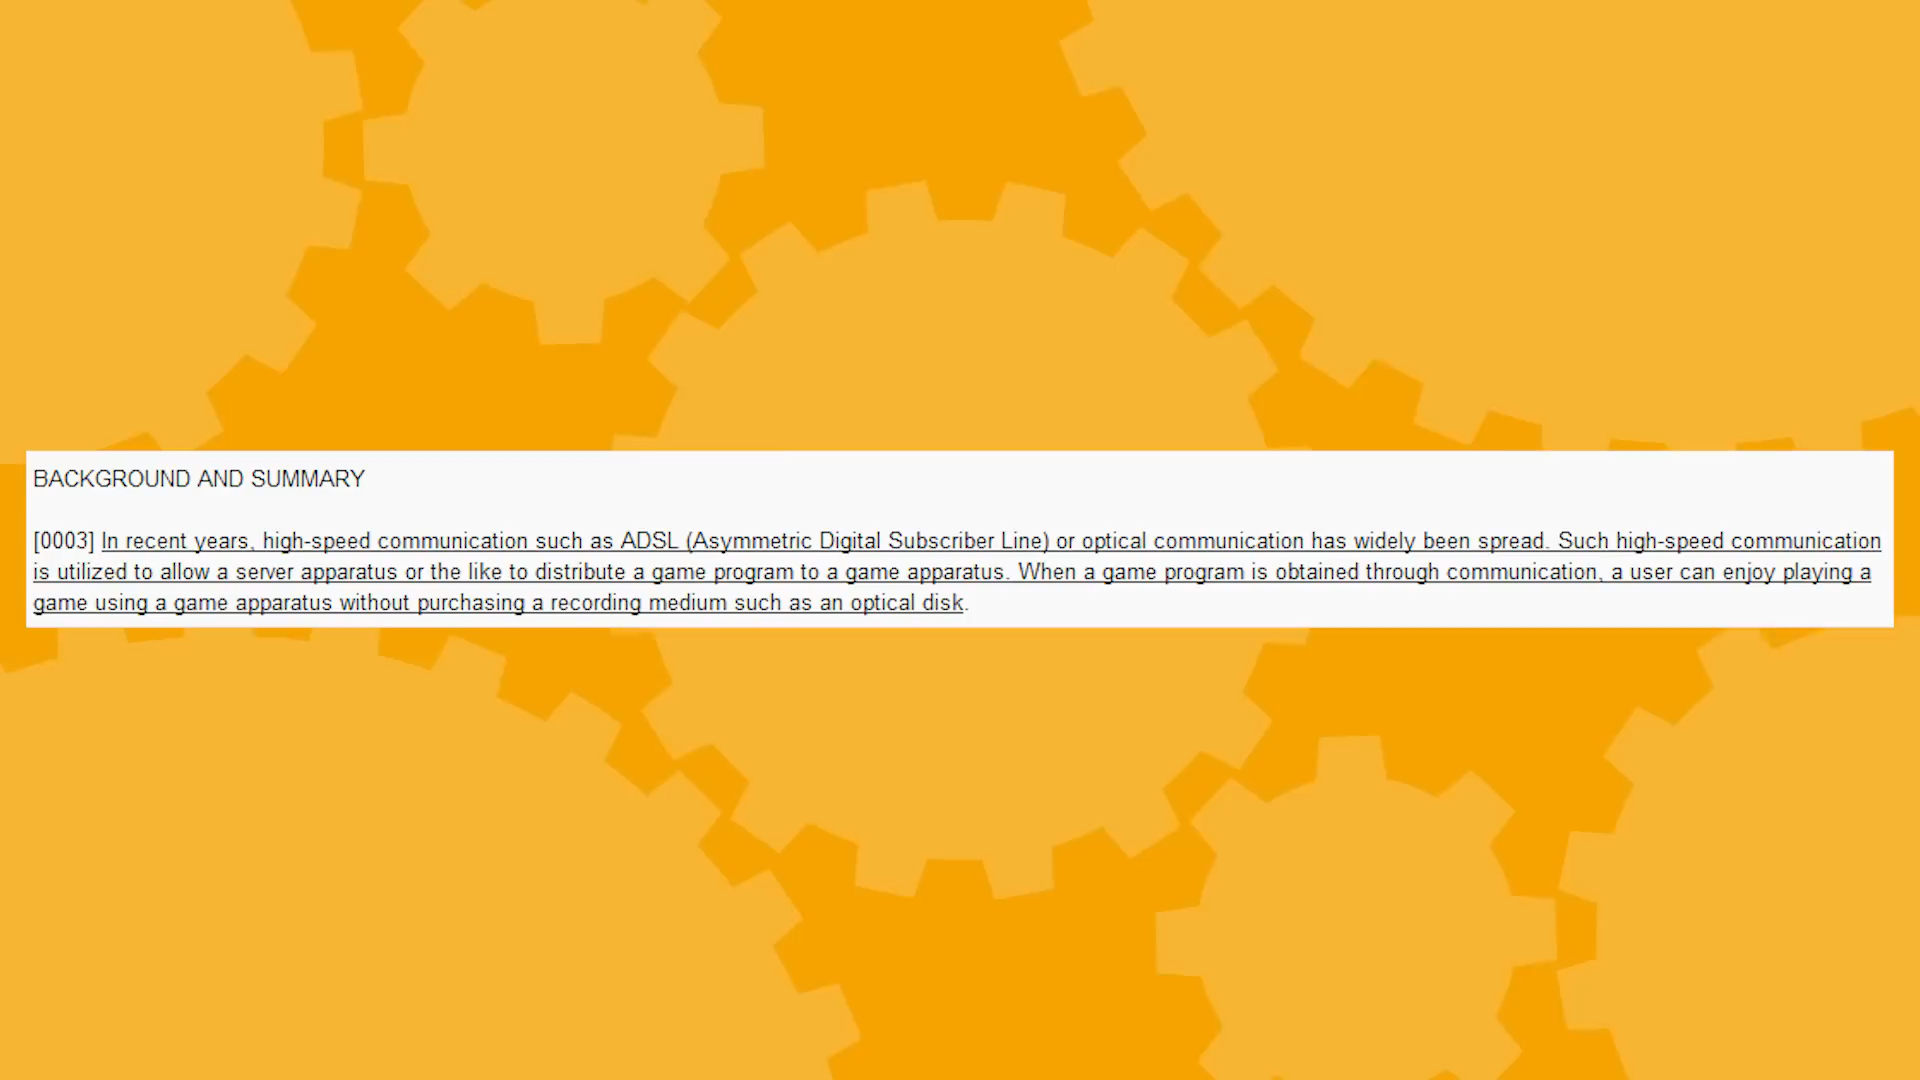 BACKGROUND AND SUMMARY
[0003] In recent years, high-speed communication such as ADSL (Asymmetric Digital Subscriber Line) or optical communication has widely been spread. Such high-speed communication
is utilized to allow a server apparatus or the like to distribute a game program to a game apparatus. When a game program is obtained through communication, a user can enjoy playing a
game using a game apparatus without purchasing a recording medium such as an optical disk.